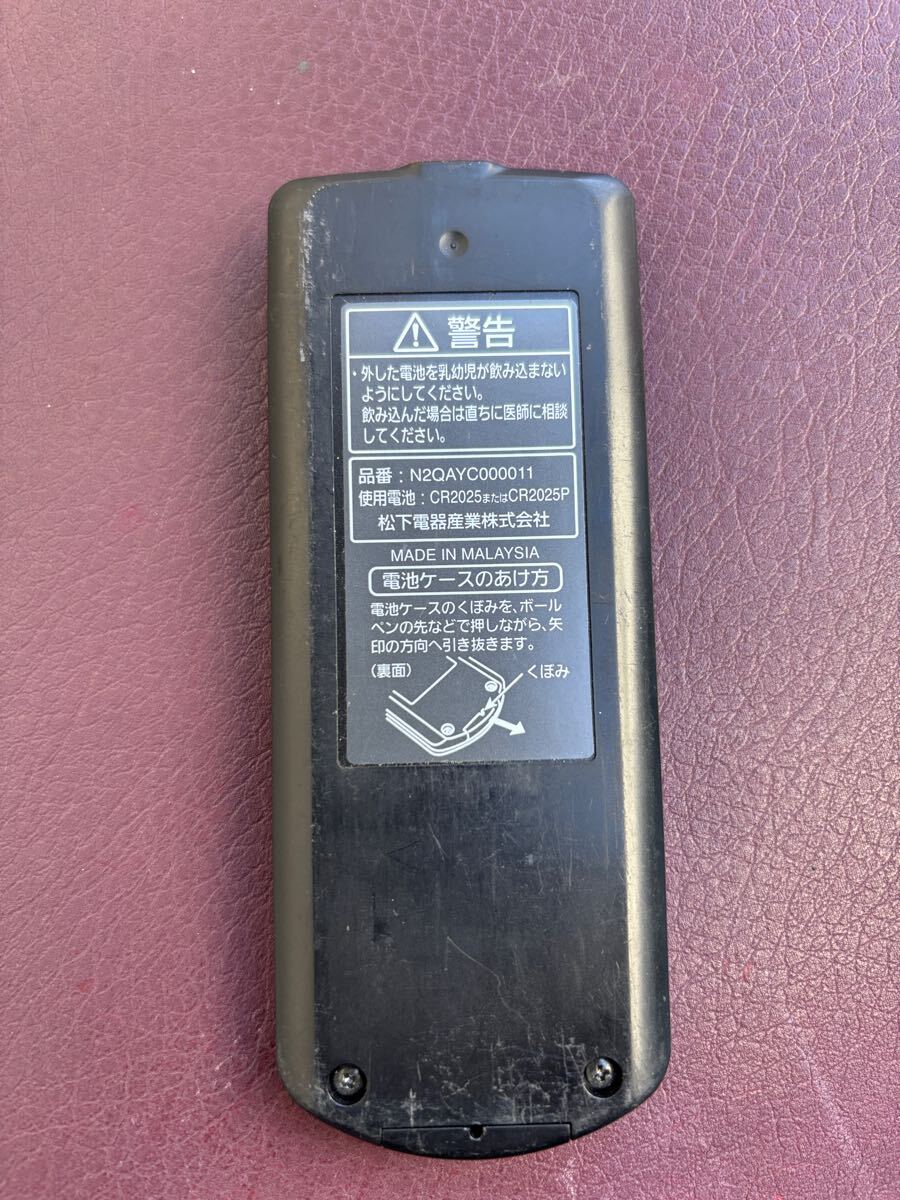 警告
・外した電池を乳幼児が飲み込まない
ようにしてください。
飲み込んだ場合は直ちに医師に相談
してください。
品番：N2QAYC000011
使用電池：CR2025またはCR2025P
松下電器産業株式会社
MADE IN MALAYSIA
電池ケースのあけ方
電池ケースのくぼみを、ボール
ペンの先などで押しながら、矢
印の方向へ引き抜きます。
(裏面)
くぼみ